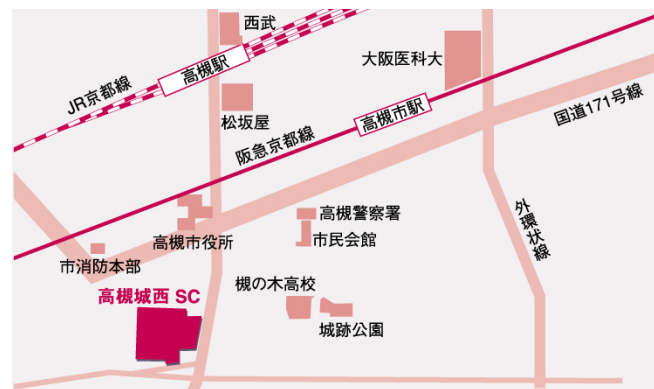 西武
高槻駅
大阪医科大
JR京都線
松坂屋
高槻市駅
国道171号線
阪急京都線
高槻警察署
高槻市役所
市民会館
外環状線
市消防本部
槻の木高校
高槻城西 SC
城跡公園